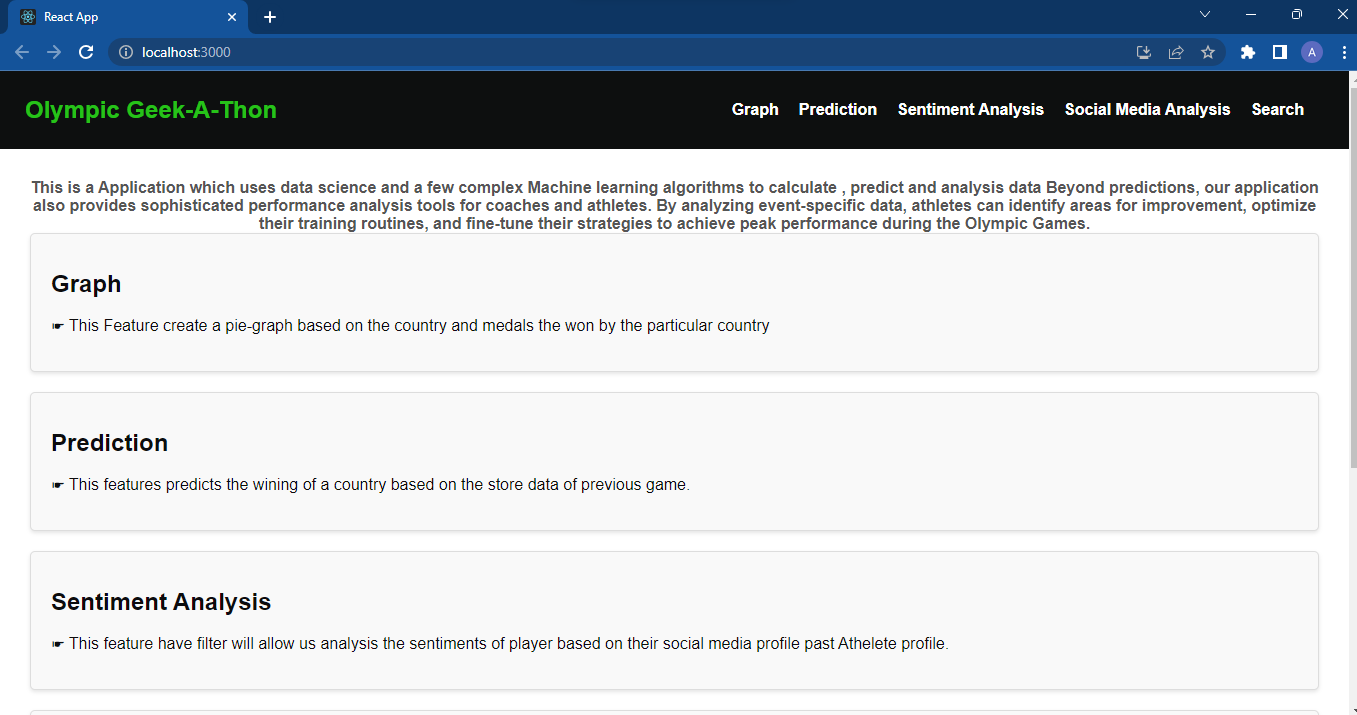 React App
localhost:3000
A
Olympic Geek-A-Thon
Graph Prediction Sentiment Analysis Social Media Analysis Search
This is a Application which uses data science and a few complex Machine learning algorithms to calculate , predict and analysis data Beyond predictions, our application
also provides sophisticated performance analysis tools for coaches and athletes. By analyzing event-specific data, athletes can identify areas for improvement, optimize
their training routines, and fine-tune their strategies to achieve peak performance during the Olympic Games.
Graph
☛ This Feature create a pie-graph based on the country and medals the won by the particular country
Prediction
☛ This features predicts the wining of a country based on the store data of previous game.
Sentiment Analysis
☛ This feature have filter will allow us analysis the sentiments of player based on their social media profile past Athelete profile.